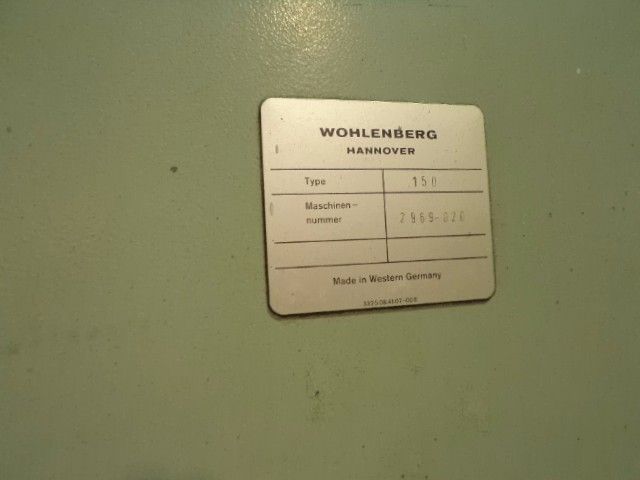 WOHLENBERG
HANNOVER
Type 150
Maschinen-
nummer
Made in Western Germany